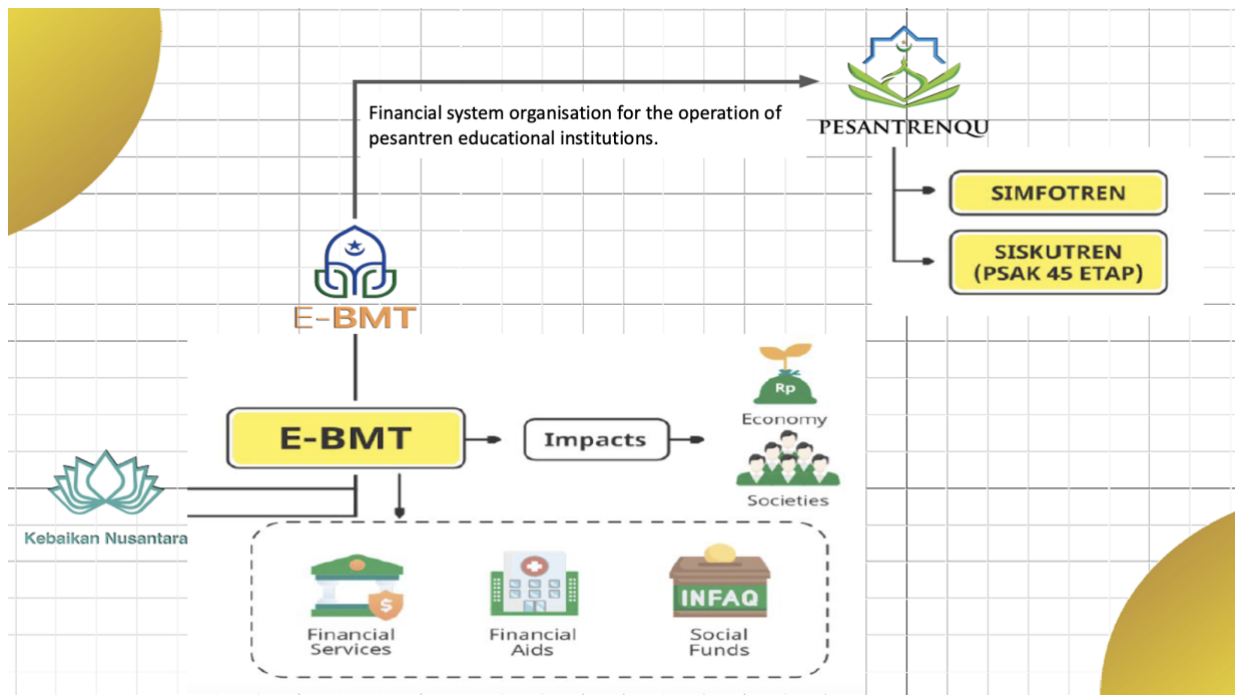 Financial system organisation for the operation of
pesantren educational institutions.
PESANTRENQU
SIMFOTREN
SISKUTREN
(PSAK 45 ETAP)
E-BMT
E-BMT
Impacts
Rp
Economy
Societies
Kebaikan Nusantara
$
INFAQ
Financial
Services
Financial
Aids
Social
Funds